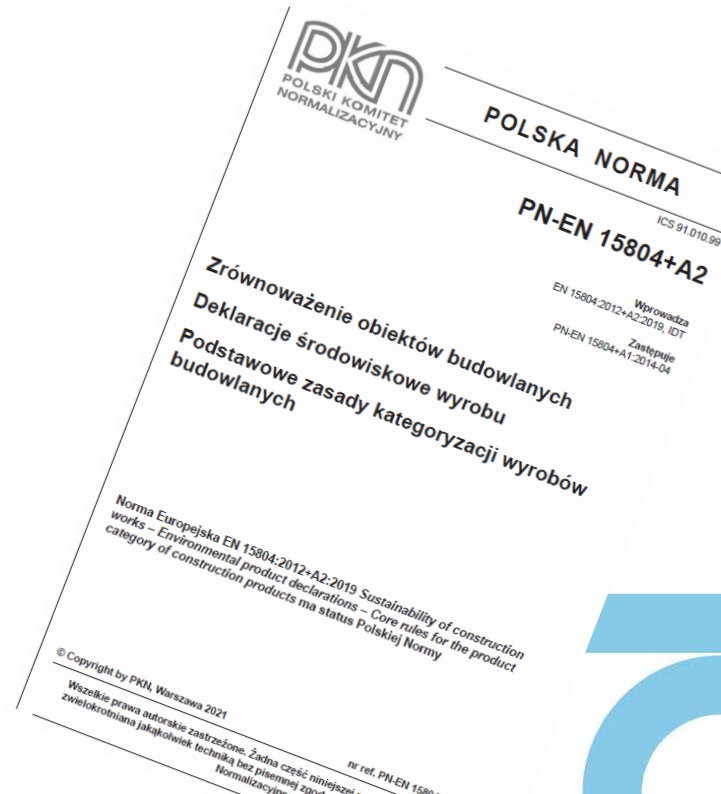 PKN
POLSKI KOMITET
NORMALIZACYJNY
POLSKA NORMA
ICS 91.010.99
PN-EN 15804+A2
Wprowadza
EN 15804:2012+A2:2019, IDT
Zastępuje
PN-EN 15804+A1:2014-04
Zrównoważenie obiektów budowlanych
Deklaracje środowiskowe wyrobu
Podstawowe zasady kategoryzacji wyrobów
budowlanych
Norma Europejska EN 15804:2012+A2:2019 Sustainability of construction
works – Environmental product declarations – Core rules for the product
category of construction products ma status Polskiej Normy
© Copyright by PKN, Warszawa 2021
nr ref. PN-EN 15804
Wszelkie prawa autorskie zastrzeżone. Żadna część niniejszej
zwielokrotniana jakąkolwiek techniką bez pisemnej